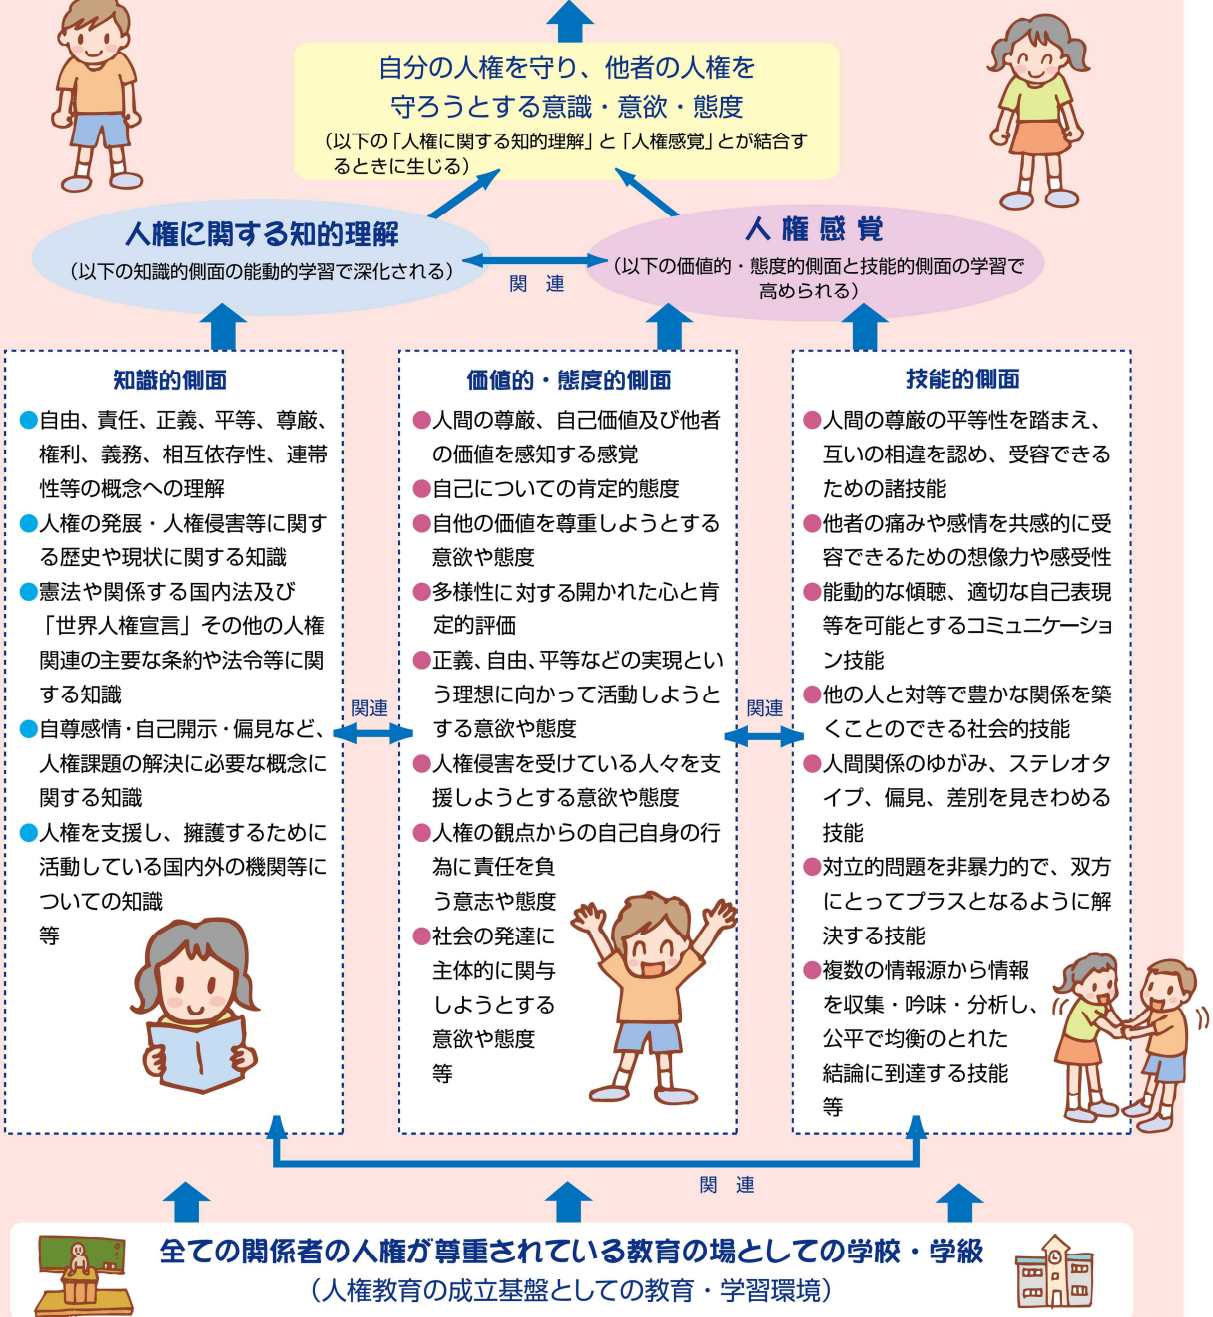 自分の人権を守り、他者の人権を
守ろうとする意識・意欲・態度
（以下の「人権に関する知的理解」と「人権感覚」とが結合す
るときに生じる）
人権に関する知的理解
（以下の知識的側面の能動的学習で深化される）
関　連
人 権 感 覚
（以下の価値的・態度的側面と技能的側面の学習で
高められる）
知識的側面
●自由、責任、正義、平等、尊厳、
権利、義務、相互依存性、連帯
性等の概念への理解
●人権の発展・人権侵害等に関す
る歴史や現状に関する知識
●憲法や関係する国内法及び
「世界人権宣言」その他の人権
関連の主要な条約や法令等に関
する知識
●自尊感情・自己開示・偏見など、
人権課題の解決に必要な概念に
関する知識
●人権を支援し、擁護するために
活動している国内外の機関等に
ついての知識
等
関連
価値的・態度的側面
●人間の尊厳、自己価値及び他者
の価値を感知する感覚
●自己についての肯定的態度
●自他の価値を尊重しようとする
意欲や態度
●多様性に対する開かれた心と肯
定的評価
●正義、自由、平等などの実現とい
う理想に向かって活動しようと
する意欲や態度
●人権侵害を受けている人々を支
援しようとする意欲や態度
●人権の観点からの自己自身の行
為に責任を負
う意志や態度
●社会の発達に
主体的に関与
しようとする
意欲や態度
等
関連
技能的側面
●人間の尊厳の平等性を踏まえ、
互いの相違を認め、受容できる
ための諸技能
●他者の痛みや感情を共感的に受
容できるための想像力や感受性
●能動的な傾聴、適切な自己表現
等を可能とするコミュニケーショ
ン技能
●他の人と対等で豊かな関係を築
くことのできる社会的技能
●人間関係のゆがみ、ステレオタ
イプ、偏見、差別を見きわめる
技能
●対立的問題を非暴力的で、双方
にとってプラスとなるように解
決する技能
●複数の情報源から情報
を収集・吟味・分析し、
公平で均衡のとれた
結論に到達する技能
等
関　連
全ての関係者の人権が尊重されている教育の場としての学校・学級
（人権教育の成立基盤としての教育・学習環境）